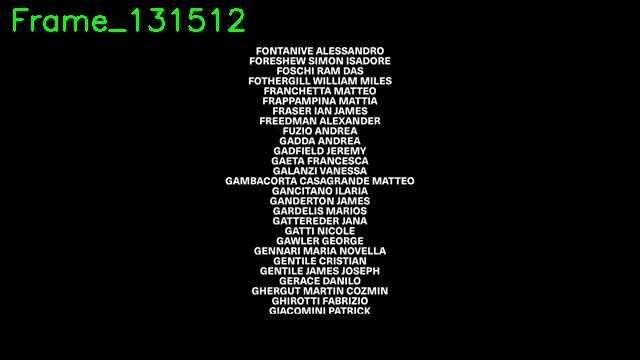 Frame_131512
FONTANIVE ALESSANDRO
FORESHEW SIMON ISADORE
FOSCHI RAM DAS
FOTHERGILL WILLIAM MILES
FRANCHETTA MATTEO
FRAPPAMPINA MATTIA
FRASER IAN JAMES
FREEDMAN ALEXANDER
FUZIO ANDREA
GADDA ANDREA
GADFIELD JEREMY
GAETA FRANCESCA
GALANZI VANESSA
GAMBACORTA CASAGRANDE MATTEO
GANCITANO ILARIA
GANDERTON JAMES
GARDELIS MARIOS
GATTEREDER JANA
GATTI NICOLE
GAWLER GEORGE
GENNARI MARIA NOVELLA
GENTILE CRISTIAN
GENTILE JAMES JOSEPH
GERACE DANILO
GHERGUT MARTIN COZMIN
GHIROTTI FABRIZIO
GIACOMINI PATRICK